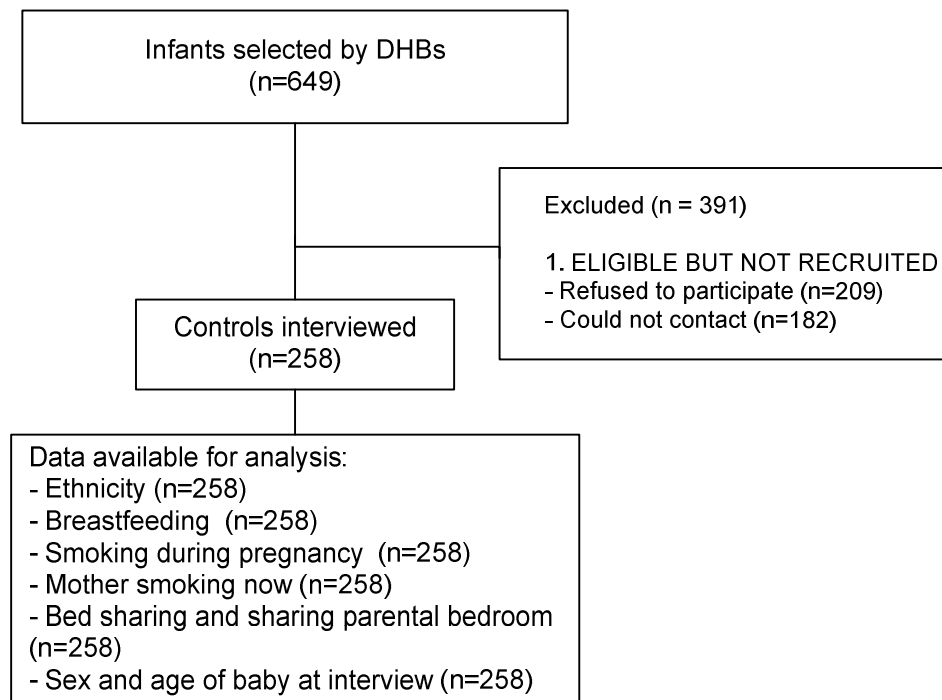 Infants selected by DHBs
(n=649)
Excluded (n = 391)
1. ELIGIBLE BUT NOT RECRUITED
- Refused to participate (n=209)
- Could not contact (n=182)
Controls interviewed
(n=258)
Data available for analysis:
- Ethnicity (n=258)
- Breastfeeding (n=258)
- Smoking during pregnancy (n=258)
- Mother smoking now (n=258)
- Bed sharing and sharing parental bedroom
(n=258)
- Sex and age of baby at interview (n=258)